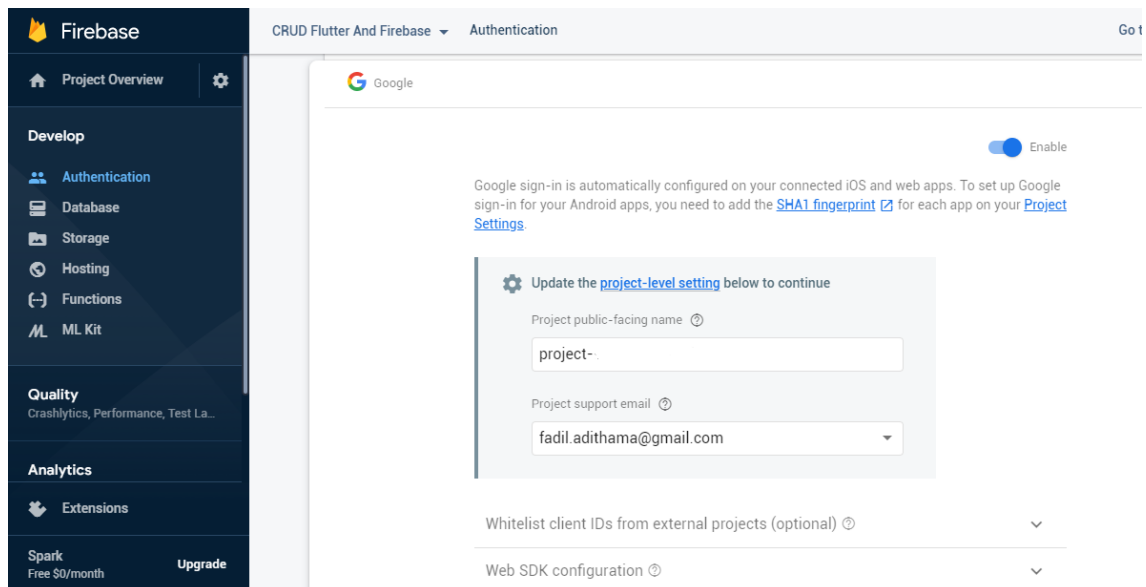 Firebase
Project Overview
Develop
Authentication
Database
Storage
Hosting
Functions
ML Kit
Quality
Crashlytics, Performance, Test La...
Analytics
Extensions
Spark
Free $0/month
Upgrade
CRUD Flutter And Firebase
Authentication
Go t
Google
Enable
Google sign-in is automatically configured on your connected iOS and web apps. To set up Google
sign-in for your Android apps, you need to add the SHA1 fingerprint for each app on your Project
Settings.
Update the project-level setting below to continue
Project public-facing name
project-
Project support email
fadil.adithama@gmail.com
Whitelist client IDs from external projects (optional)
Web SDK configuration